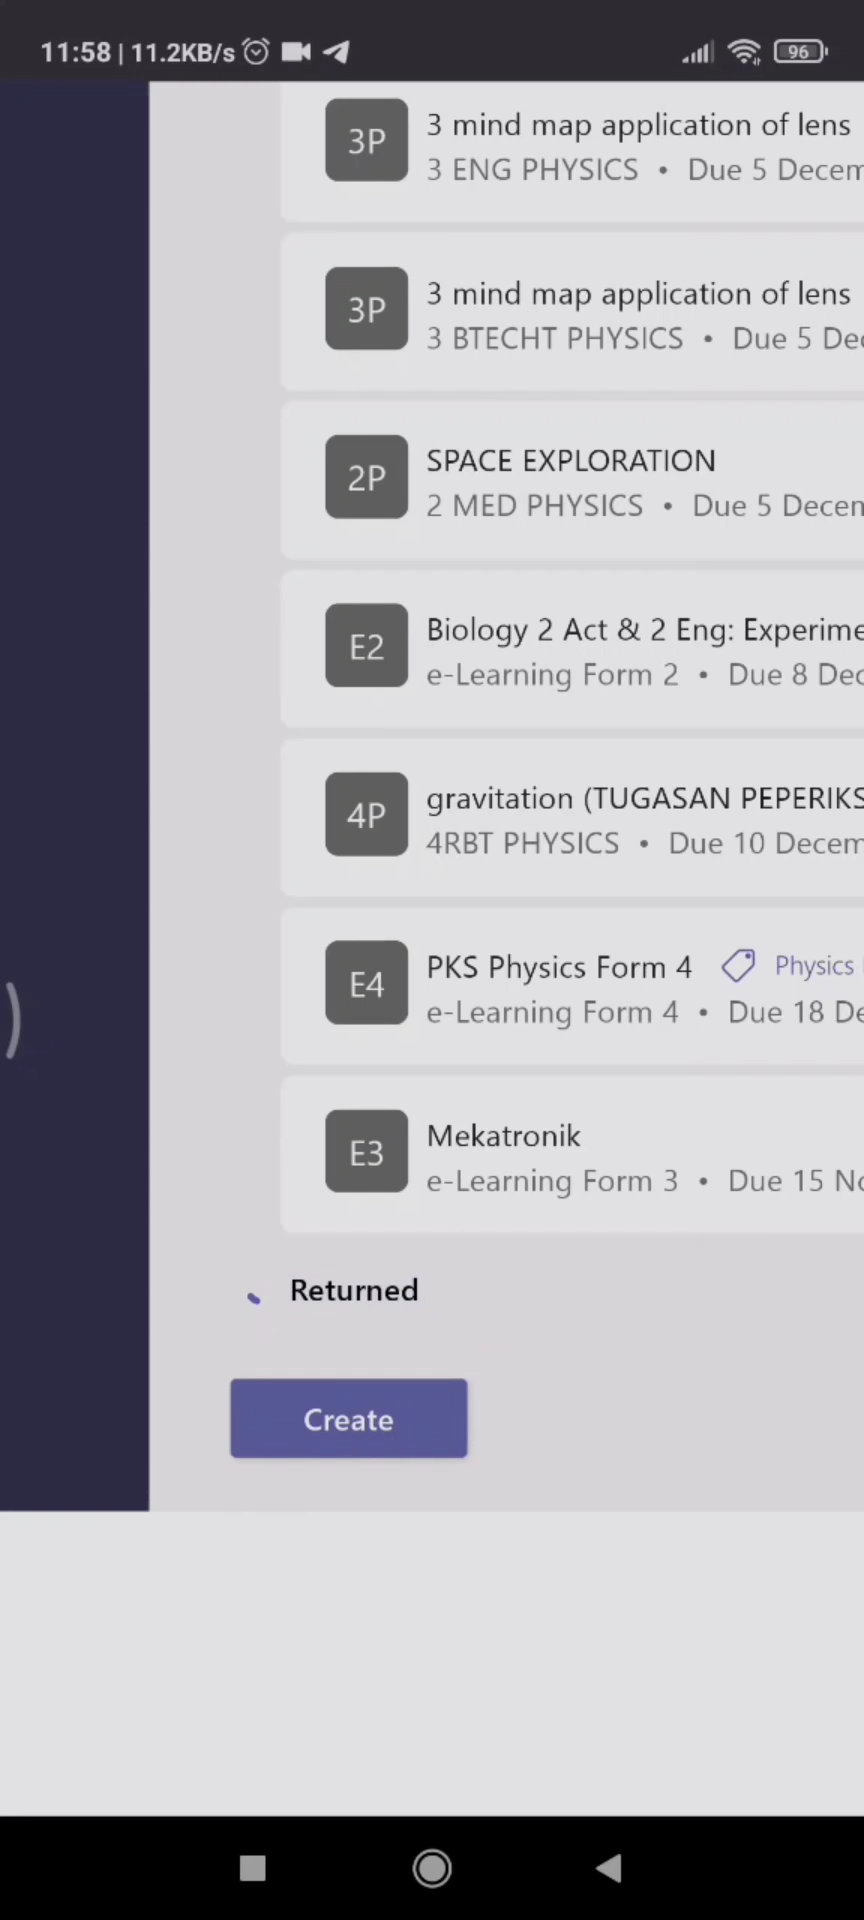 11:58 | 11.2KB/s 96
3P 3 mind map application of lens
3 ENG PHYSICS • Due 5 Decem
3P 3 mind map application of lens
3 BTECHT PHYSICS • Due 5 Dec
2P SPACE EXPLORATION
2 MED PHYSICS • Due 5 Decem
E2 Biology 2 Act & 2 Eng: Experime
e-Learning Form 2 • Due 8 Dec
4P gravitation (TUGASAN PEPERIKS
4RBT PHYSICS • Due 10 Decem
E4 PKS Physics Form 4 Physics
e-Learning Form 4 • Due 18 De
E3 Mekatronik
e-Learning Form 3 • Due 15 No
Returned
Create